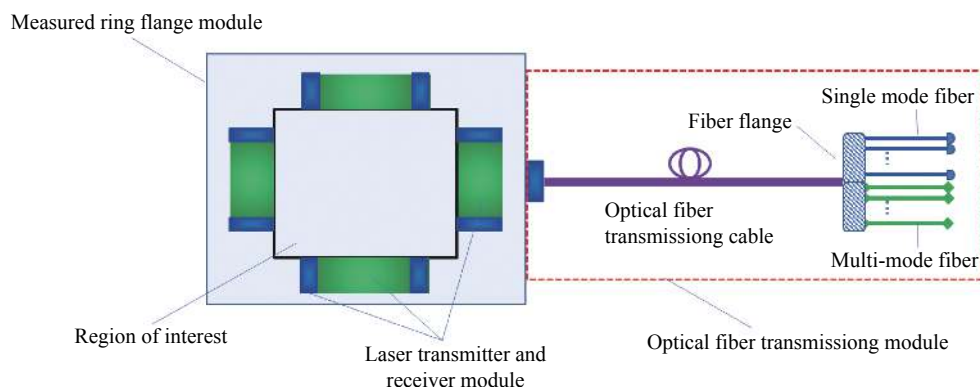 Measured ring flange module
Single mode fiber
Fiber flange
Optical fiber
transmissiong cable
Multi-mode fiber
Region of interest
Laser transmitter and
receiver module
Optical fiber transmissiong module